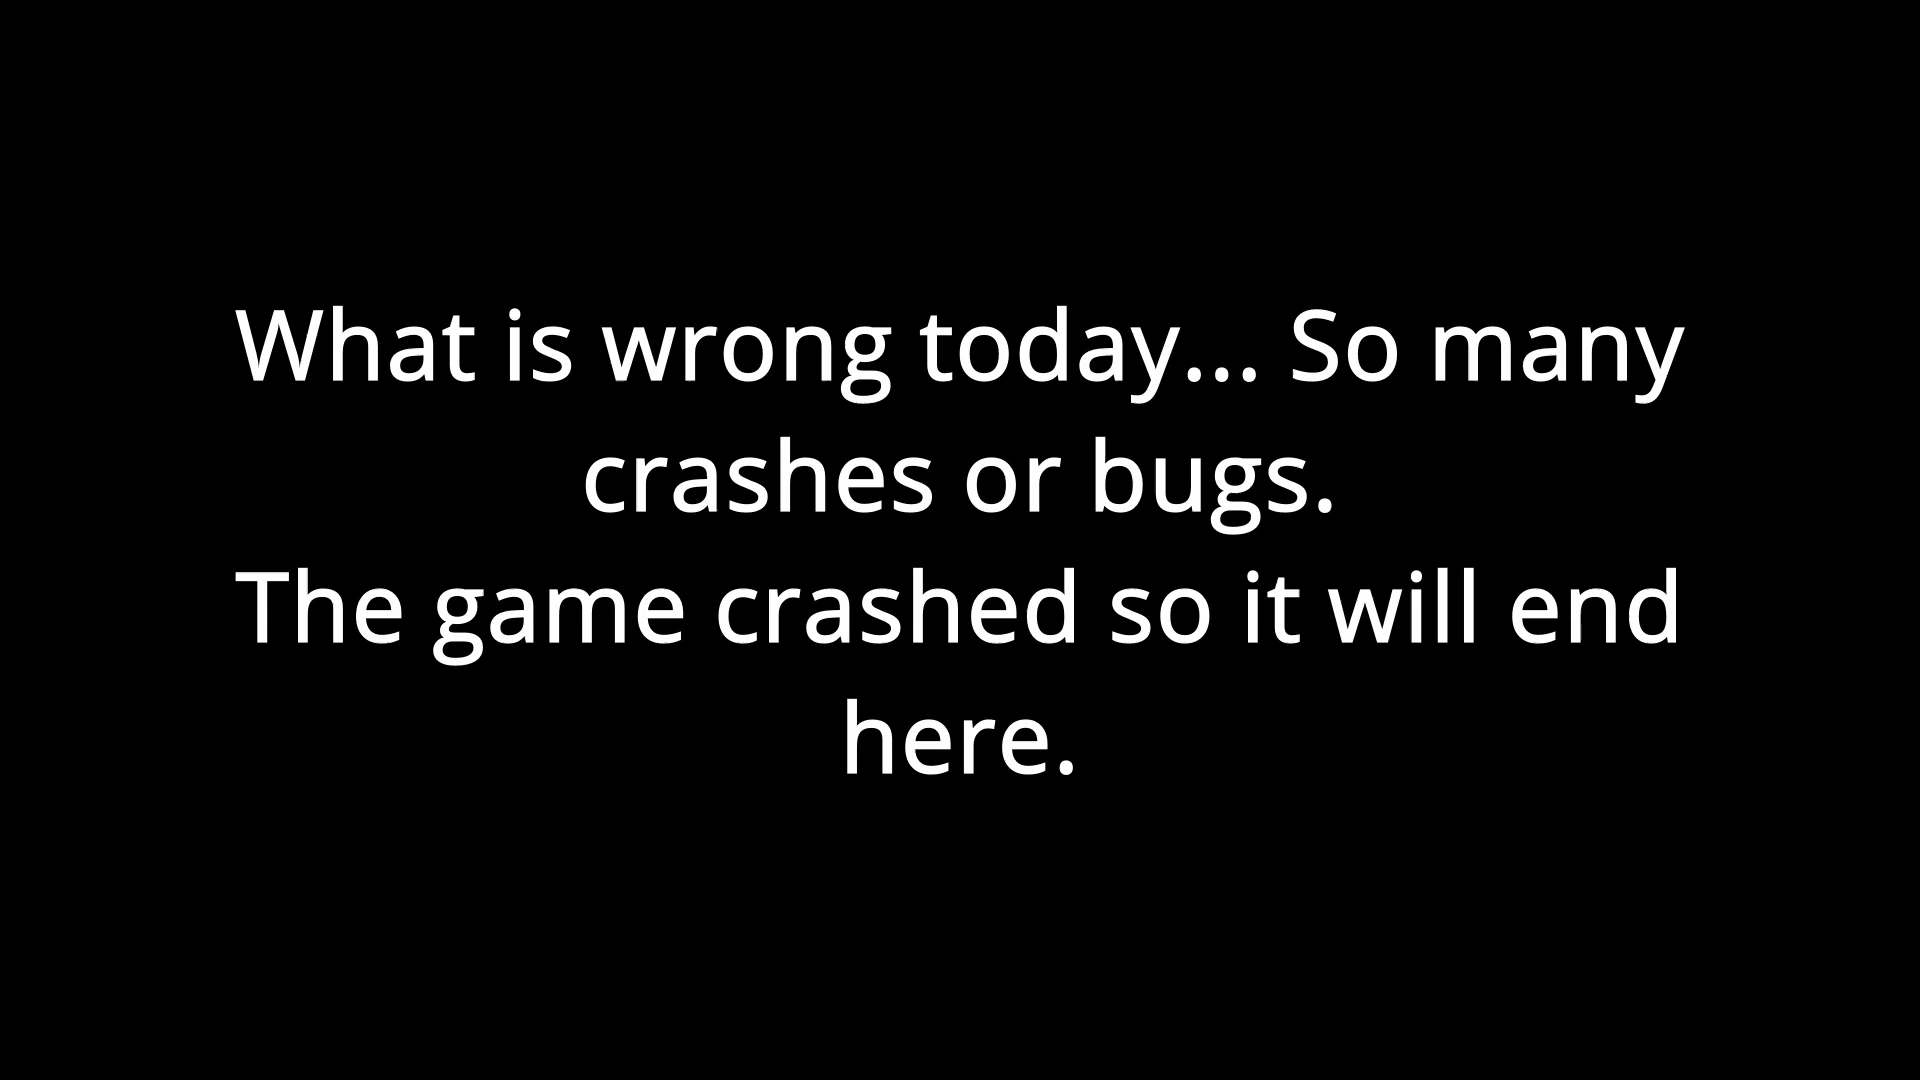 What is wrong today... So many
crashes or bugs.
The game crashed so it will end
here.